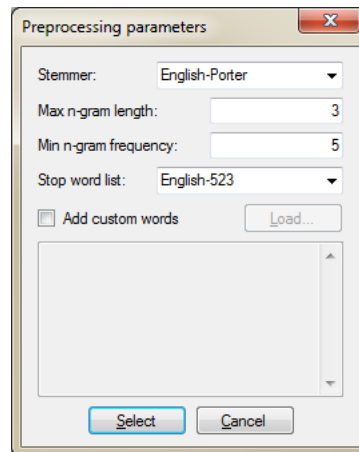 Preprocessing parameters
Stemmer: English-Porter
Max n-gram length: 3
Min n-gram frequency: 5
Stop word list: English-523
Add custom words Load...
Select Cancel